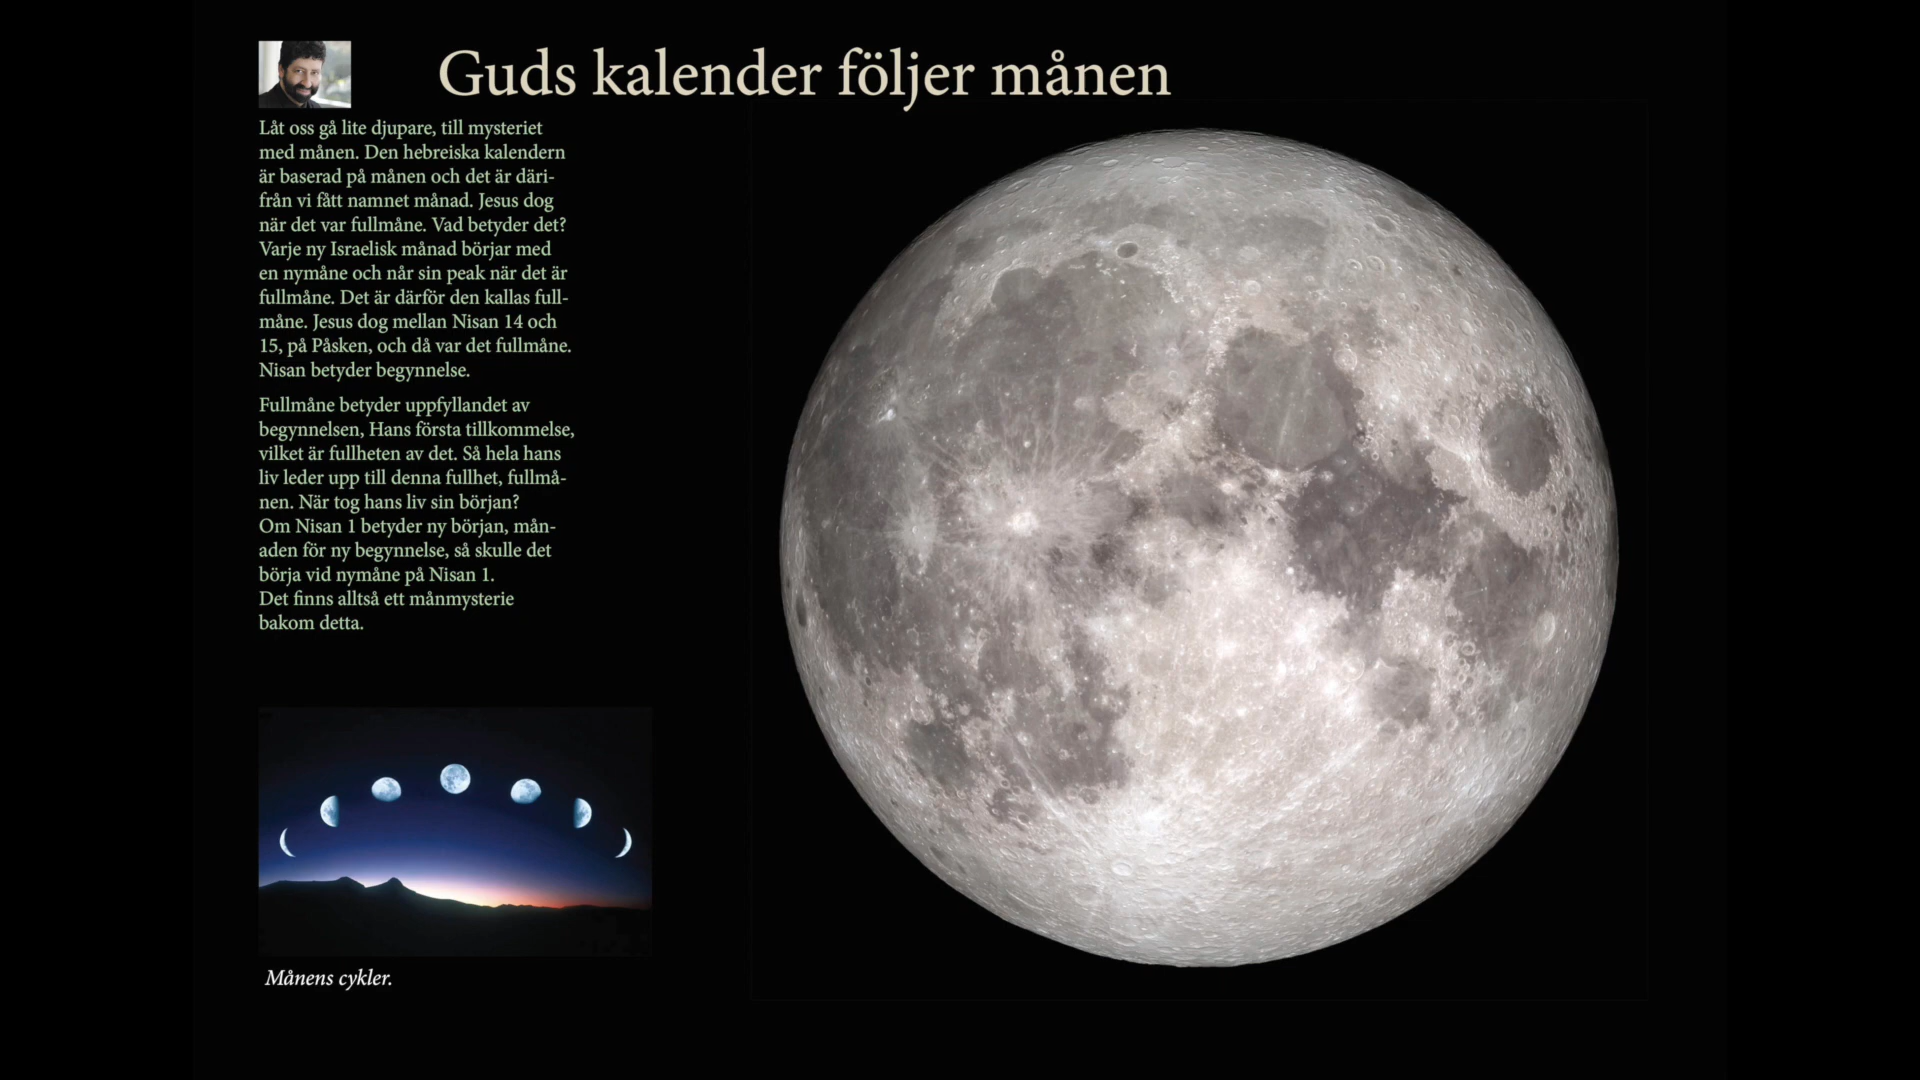 Guds kalender följer månen
Låt oss gå lite djupare, till mysteriet
med månen. Den hebreiska kalendern
är baserad på månen och det är däri-
från vi fått namnet månad. Jesus dog
när det var fullmåne. Vad betyder det?
Varje ny Israelisk månad börjar med
en nymåne och når sin peak när det är
fullmåne. Det är därför den kallas full-
måne. Jesus dog mellan Nisan 14 och
15, på Påsken, och då var det fullmåne.
Nisan betyder begynnelse.
Fullmåne betyder uppfyllandet av
begynnelsen, Hans första tillkommelse,
vilket är fullheten av det. Så hela hans
liv leder upp till denna fullhet, fullmå-
nen. När tog hans liv sin början?
Om Nisan 1 betyder ny början, mån-
aden för ny begynnelse, så skulle det
börja vid nymåne på Nisan 1.
Det finns alltså ett månmysterie
bakom detta.
Månens cykler.